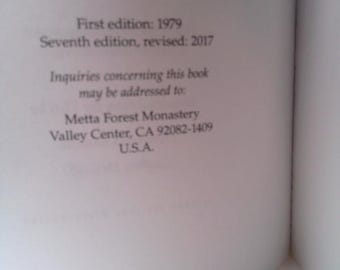 First edition: 1979
Seventh edition, revised: 2017
Inquiries concerning this book
may be addressed to:
Metta Forest Monastery
Valley Center, CA 92082-1409
U.S.A.